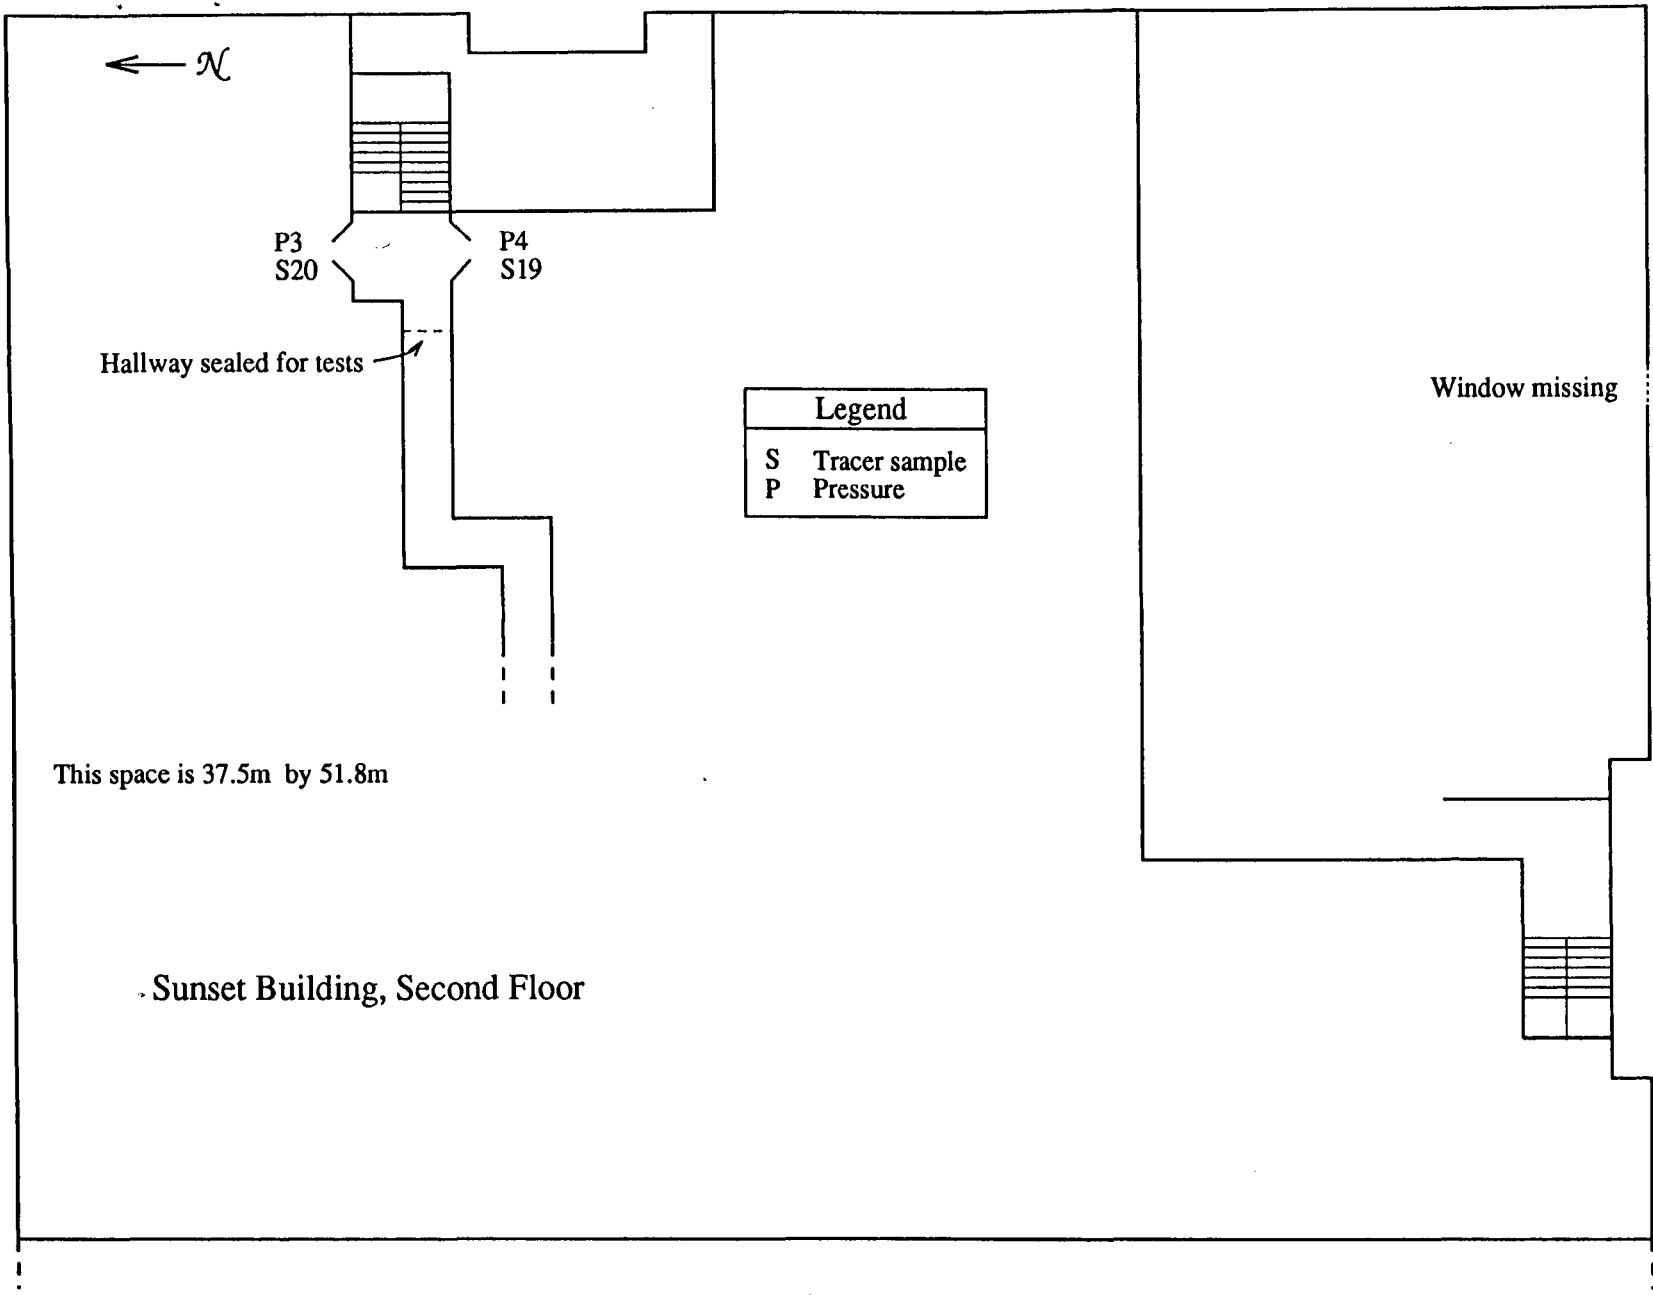 N
P3
S20
P4
S19
Hallway sealed for tests
Window missing
Legend
S Tracer sample
P Pressure
This space is 37.5m by 51.8m
Sunset Building, Second Floor